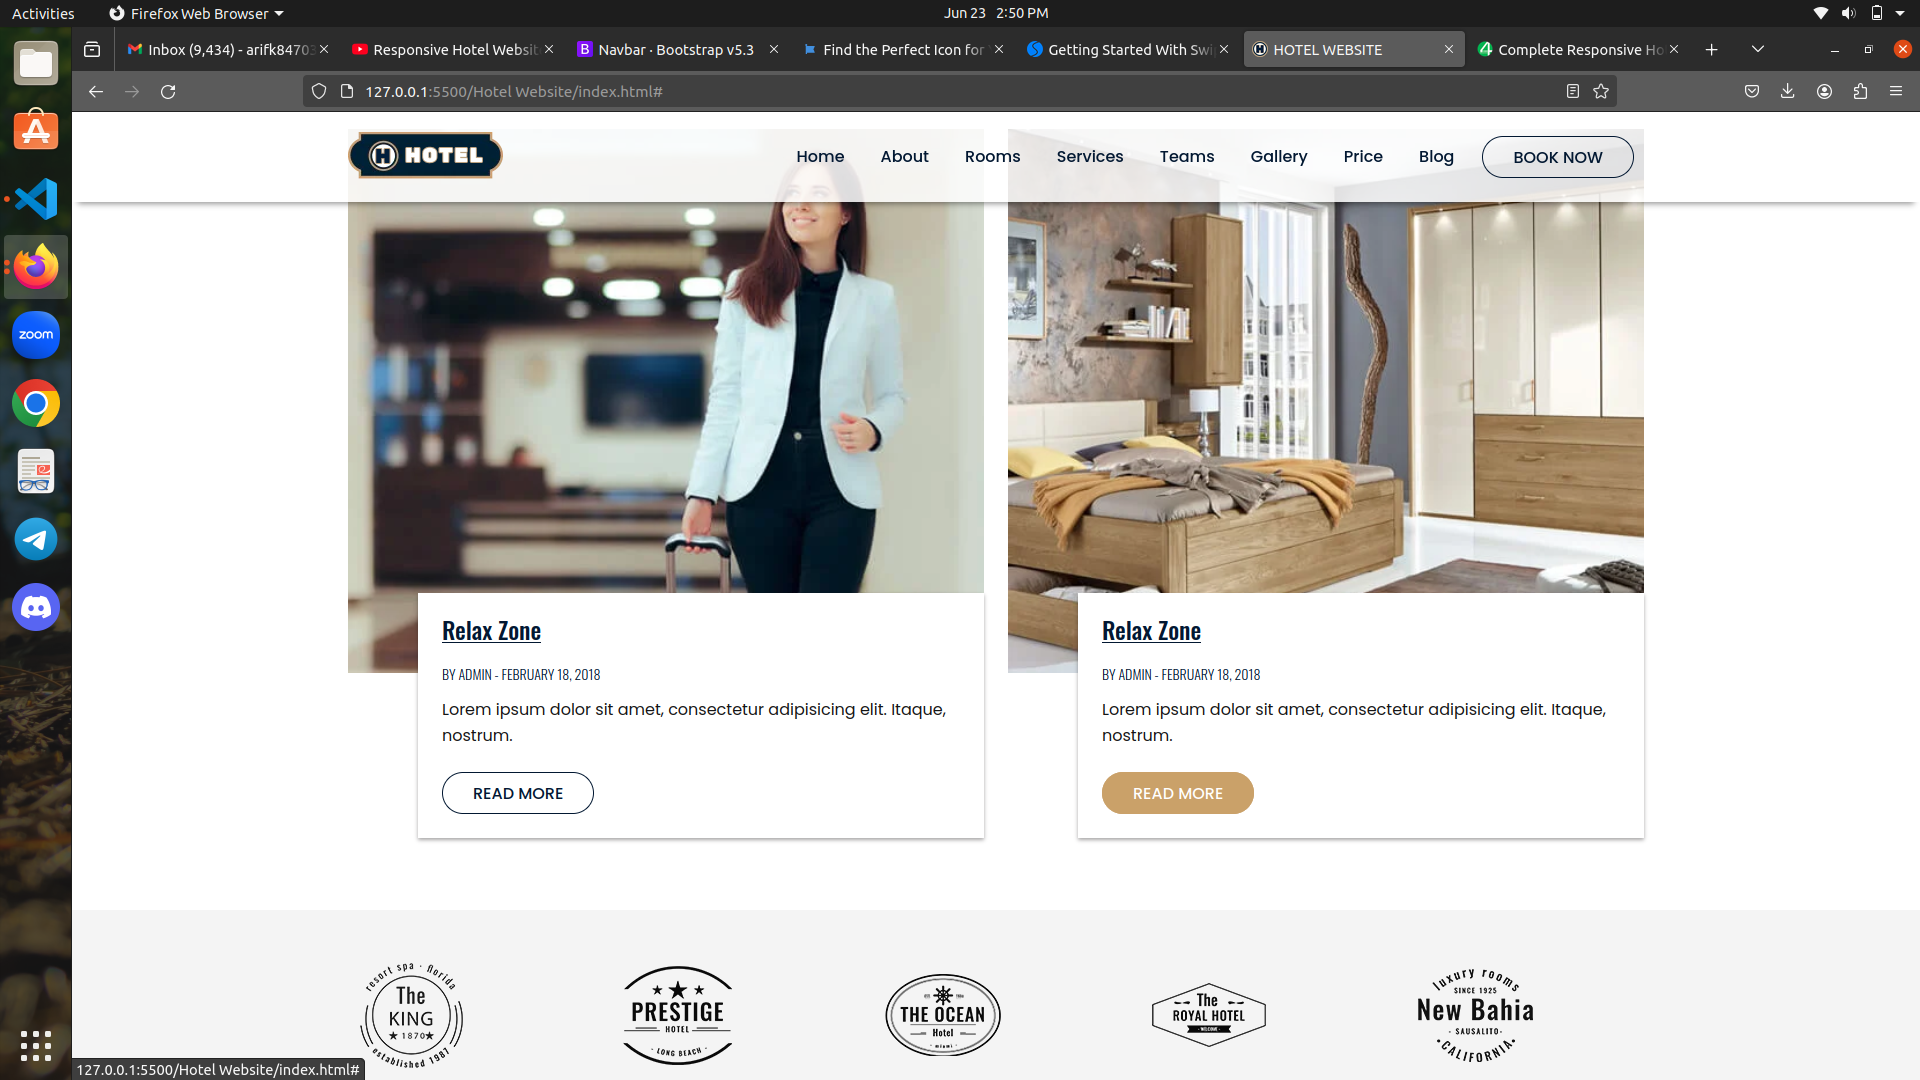 Activities
Firefox Web Browser
Jun 23 2:50 PM
Inbox (9,434) - arifk84703
Responsive Hotel Websit
Navbar · Bootstrap v5.3
Find the Perfect Icon for
Getting Started With Swi
HOTEL WEBSITE
Complete Responsive Ho
127.0.0.1:5500/Hotel Website/index.html#
H HOTEL
Home
About
Rooms
Services
Teams
Gallery
Price
Blog
BOOK NOW
zoom
Relax Zone
BY ADMIN - FEBRUARY 18, 2018
Lorem ipsum dolor sit amet, consectetur adipisicing elit. Itaque,
nostrum.
READ MORE
Relax Zone
BY ADMIN - FEBRUARY 18, 2018
Lorem ipsum dolor sit amet, consectetur adipisicing elit. Itaque,
nostrum.
READ MORE
resort spa · florida
The
KING
1870
established 1987
PRESTIGE
HOTEL
· LONG BEACH ·
THE OCEAN
Hotel
· miami ·
The
ROYAL HOTEL
· WELCOME ·
luxury rooms
SINCE 1925
New Bahia
· SAUSALITO ·
· CALIFORNIA ·
127.0.0.1:5500/Hotel Website/index.html#